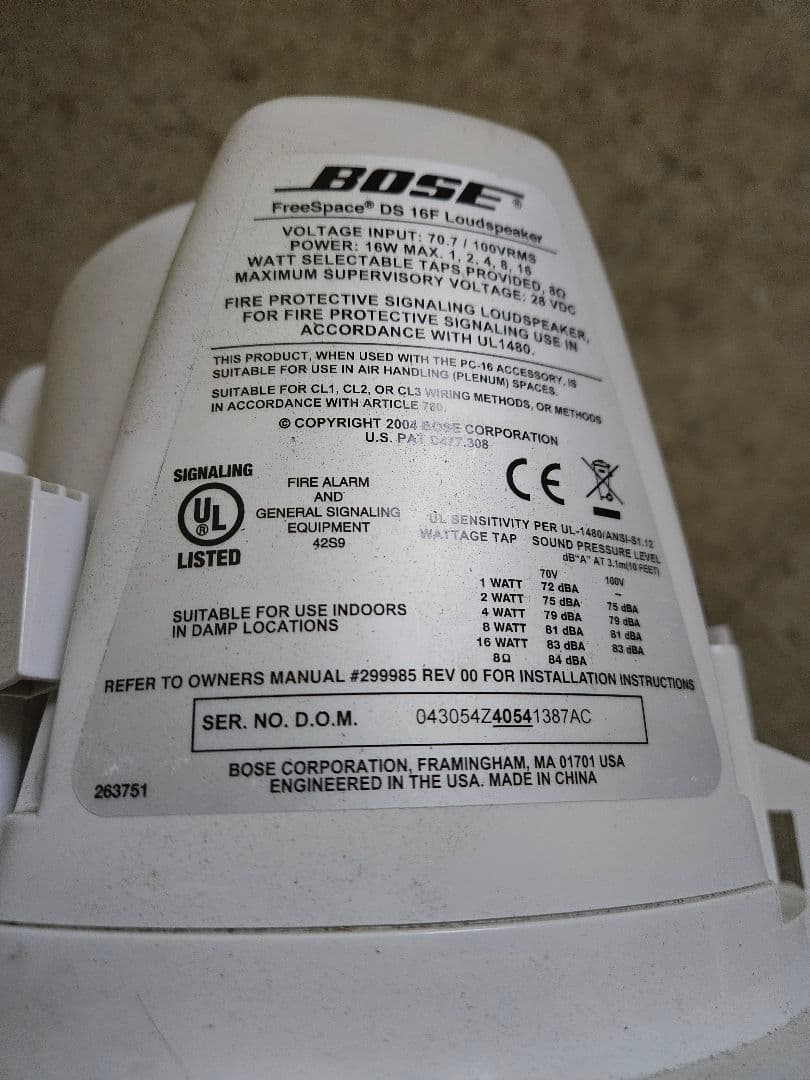 BOSE®
FreeSpace® DS 16F Loudspeaker
VOLTAGE INPUT: 70.7 / 100VRMS
POWER: 16W MAX. 1, 2, 4, 8, 16
WATT SELECTABLE TAPS PROVIDED, 8Ω
MAXIMUM SUPERVISORY VOLTAGE: 28 VDC
FIRE PROTECTIVE SIGNALING LOUDSPEAKER,
FOR FIRE PROTECTIVE SIGNALING USE IN
ACCORDANCE WITH UL1480.
THIS PRODUCT, WHEN USED WITH THE PC-16 ACCESSORY, IS
SUITABLE FOR USE IN AIR HANDLING (PLENUM) SPACES.
SUITABLE FOR CL1, CL2, OR CL3 WIRING METHODS, OR METHODS
IN ACCORDANCE WITH ARTICLE
© COPYRIGHT 2004 BOSE CORPORATION
U.S. PAT
SIGNALING
UL®
LISTED
FIRE ALARM
AND
GENERAL SIGNALING
EQUIPMENT
42S9
CE
UL SENSITIVITY PER UL-1480/ANSI-S1.12
WATTAGE TAP SOUND PRESSURE LEVEL
dB"A" AT 3.1m(10 FEET)
70V 100V
1 WATT 72 dBA –
2 WATT 75 dBA 75 dBA
4 WATT 79 dBA 79 dBA
8 WATT 81 dBA 81 dBA
16 WATT 83 dBA 83 dBA
8Ω 84 dBA
SUITABLE FOR USE INDOORS
IN DAMP LOCATIONS
REFER TO OWNERS MANUAL #299985 REV 00 FOR INSTALLATION INSTRUCTIONS
SER. NO. D.O.M. 043054Z40541387AC
BOSE CORPORATION, FRAMINGHAM, MA 01701 USA
ENGINEERED IN THE USA. MADE IN CHINA
263751